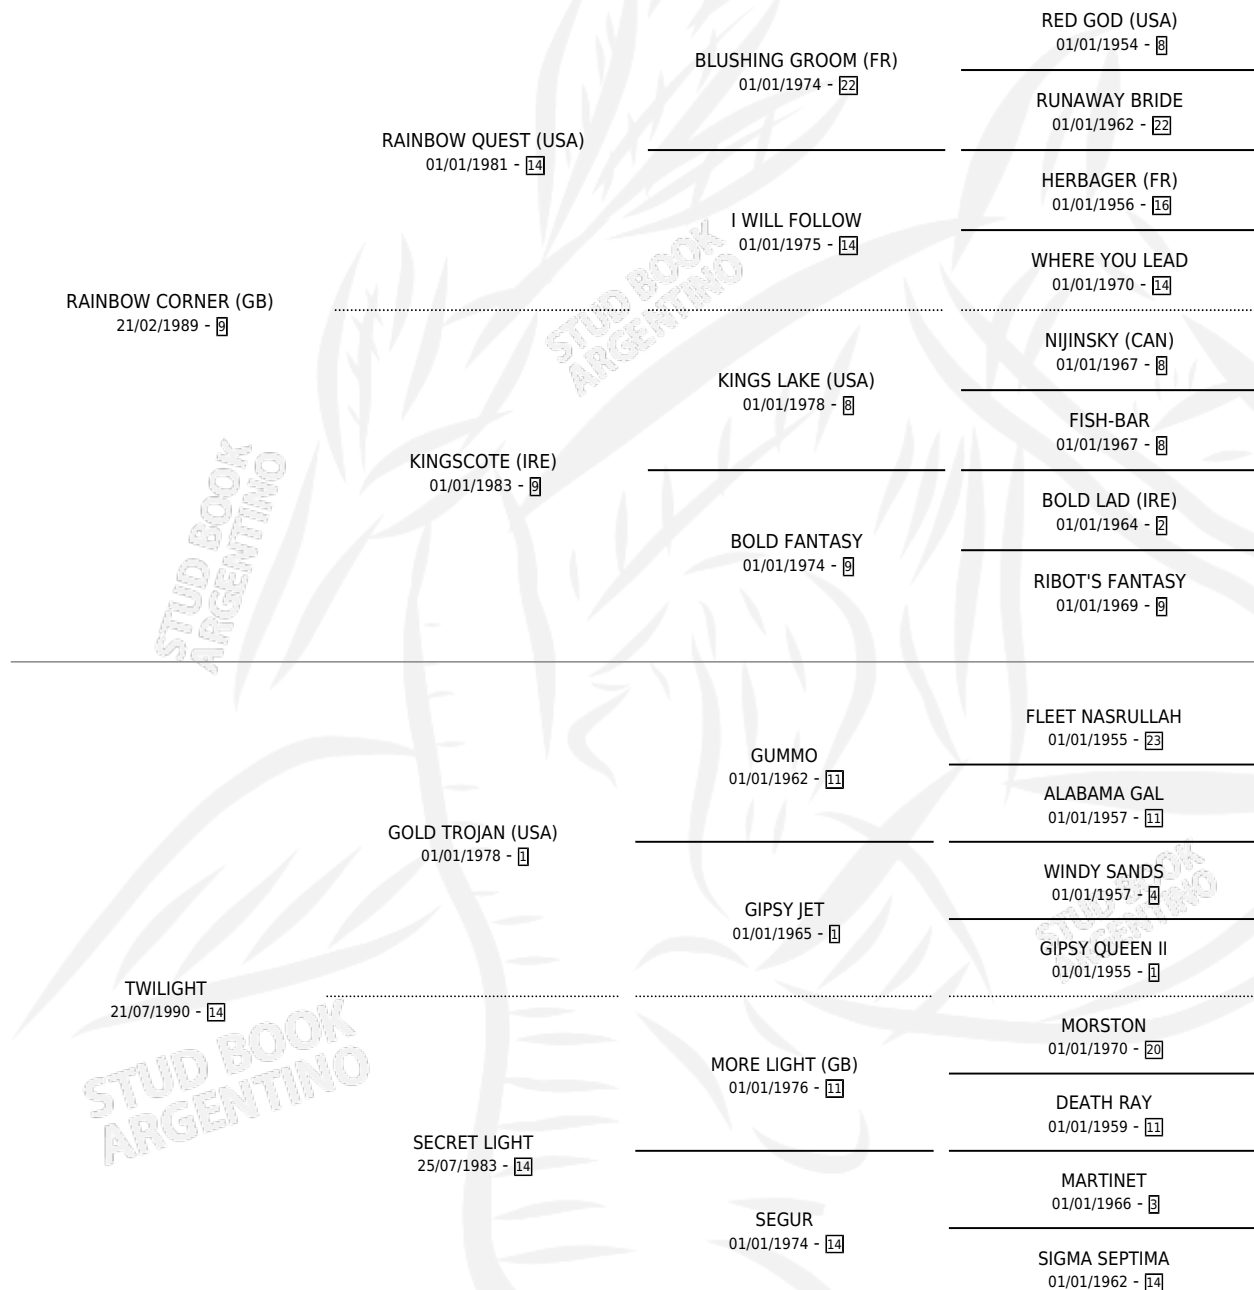 RED GOD (USA)
01/01/1954 - 8
BLUSHING GROOM (FR)
01/01/1974 - 22
RUNAWAY BRIDE
01/01/1962 - 22
RAINBOW QUEST (USA)
01/01/1981 - 14
HERBAGER (FR)
01/01/1956 - 16
I WILL FOLLOW
01/01/1975 - 14
WHERE YOU LEAD
01/01/1970 - 14
RAINBOW CORNER (GB)
21/02/1989 - 9
NIJINSKY (CAN)
01/01/1967 - 8
KINGS LAKE (USA)
01/01/1978 - 8
FISH-BAR
01/01/1967 - 8
KINGSCOTE (IRE)
01/01/1983 - 9
BOLD LAD (IRE)
01/01/1964 - 2
BOLD FANTASY
01/01/1974 - 9
RIBOT'S FANTASY
01/01/1969 - 9
FLEET NASRULLAH
01/01/1955 - 23
GUMMO
01/01/1962 - 11
ALABAMA GAL
01/01/1957 - 11
GOLD TROJAN (USA)
01/01/1978 - 1
WINDY SANDS
01/01/1957 - 4
GIPSY JET
01/01/1965 - 1
GIPSY QUEEN II
01/01/1955 - 1
TWILIGHT
21/07/1990 - 14
MORSTON
01/01/1970 - 20
MORE LIGHT (GB)
01/01/1976 - 11
DEATH RAY
01/01/1959 - 11
SECRET LIGHT
25/07/1983 - 14
MARTINET
01/01/1966 - 3
SEGUR
01/01/1974 - 14
SIGMA SEPTIMA
01/01/1962 - 14
STUD BOOK
ARGENTINO
STUD BOOK
ARGENTINO
STUD BOOK
ARGENTINO
STUD BOOK
ARGENTINO